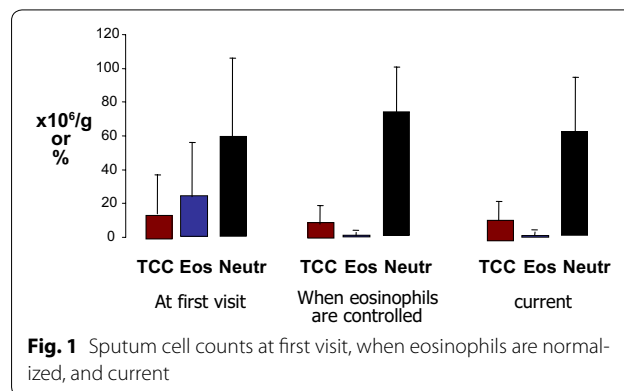 120
100
80
60
40
20
0
x10⁶/g
or
%
TCC Eos Neutr TCC Eos Neutr TCC Eos Neutr
At first visit When eosinophils are controlled current
Fig. 1 Sputum cell counts at first visit, when eosinophils are normal-
ized, and current